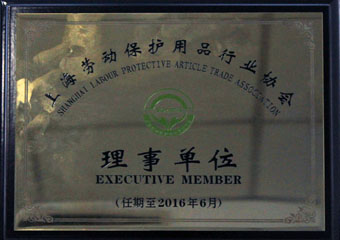 上海劳动保护用品行业协会
SHANGHAI LABOUR PROTECTIVE ARTICLE TRADE ASSOCIATION
理事单位
EXECUTIVE MEMBER
(任期至2016年6月)